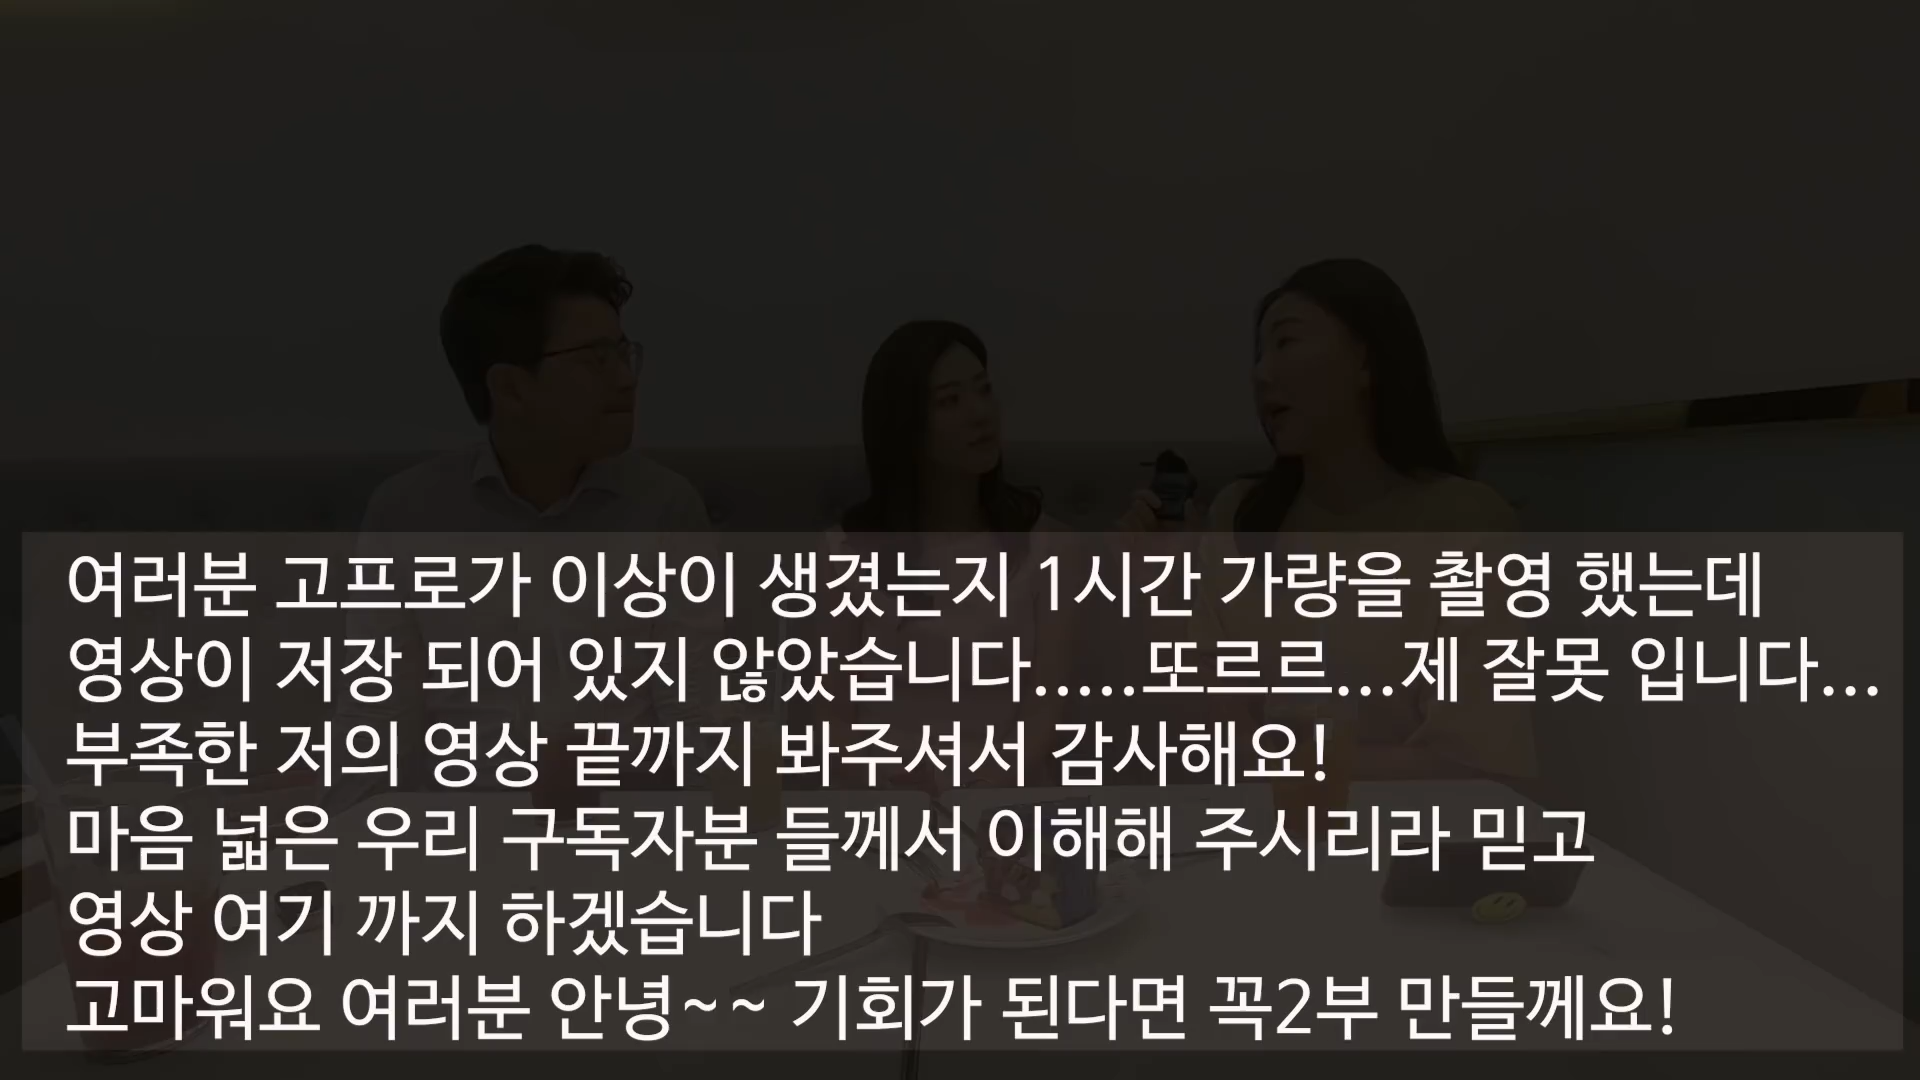 여러분 고프로가 이상이 생겼는지 1시간 가량을 촬영 했는데
영상이 저장 되어 있지 않았습니다.....또르르...제 잘못 입니다...
부족한 저의 영상 끝까지 봐주셔서 감사해요!
마음 넓은 우리 구독자분 들께서 이해해 주시리라 믿고
영상 여기 까지 하겠습니다
고마워요 여러분 안녕~~ 기회가 된다면 꼭2부 만들께요!